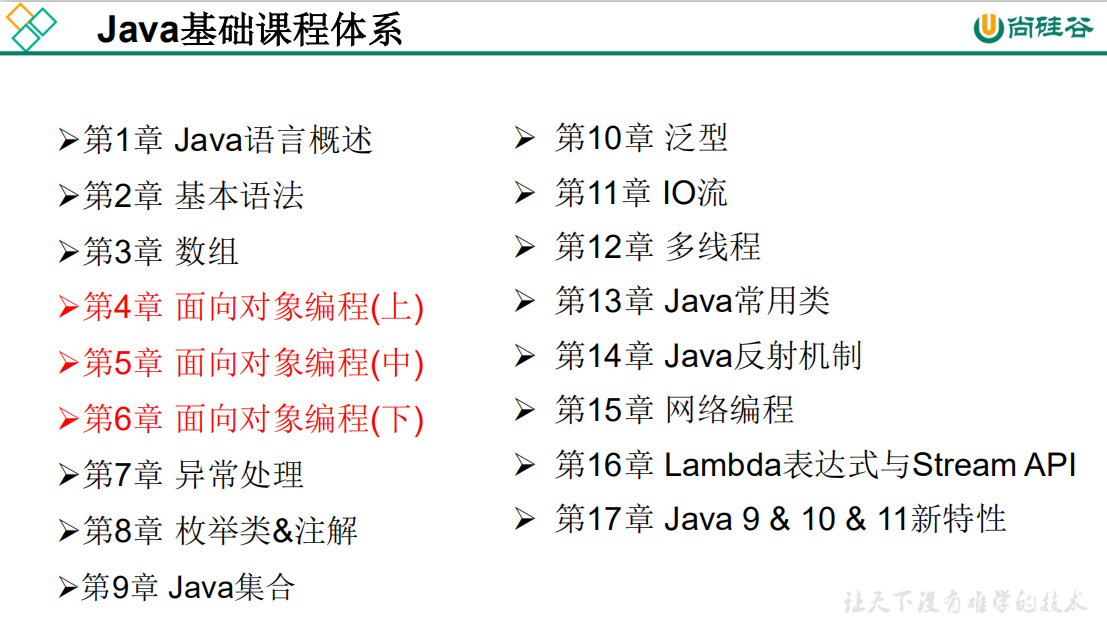 Java基础课程体系
尚硅谷
➢第1章 Java语言概述
➢第2章 基本语法
➢第3章 数组
➢第4章 面向对象编程(上)
➢第5章 面向对象编程(中)
➢第6章 面向对象编程(下)
➢第7章 异常处理
➢第8章 枚举类&注解
➢第9章 Java集合
➢ 第10章 泛型
➢ 第11章 IO流
➢ 第12章 多线程
➢ 第13章 Java常用类
➢ 第14章 Java反射机制
➢ 第15章 网络编程
➢ 第16章 Lambda表达式与Stream API
➢ 第17章 Java 9 & 10 & 11新特性
让天下没有难学的技术